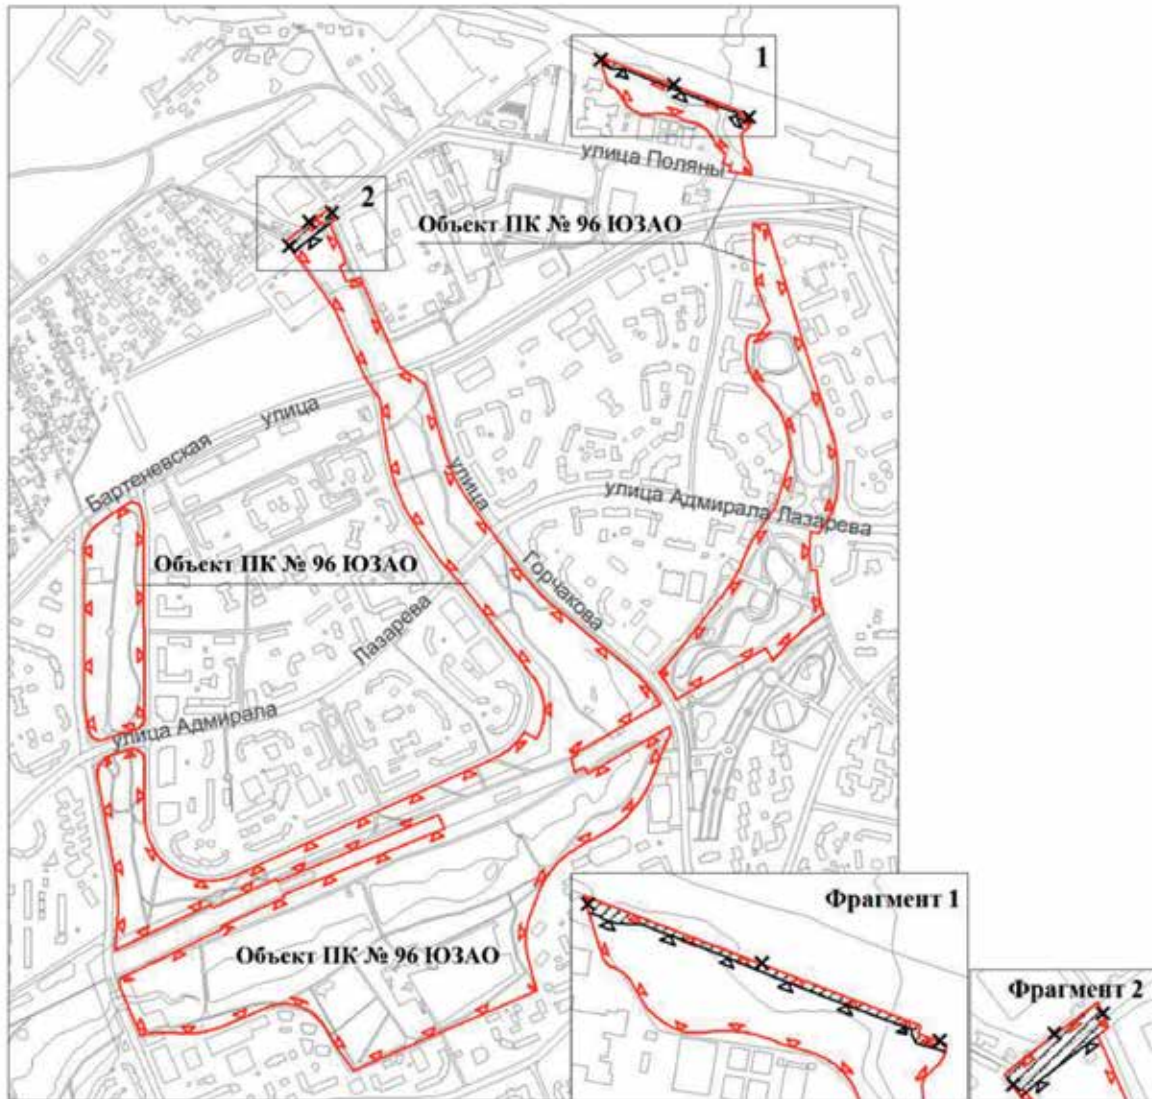 1
улица Поляны
2
Объект ПК № 96 ЮЗАО
улица
Бартеневская
улица
улица Адмирала Лазарева
Объект ПК № 96 ЮЗАО
Горчакова
Лазарева
улица Адмирала
Объект ПК № 96 ЮЗАО
Фрагмент 1
Фрагмент 2